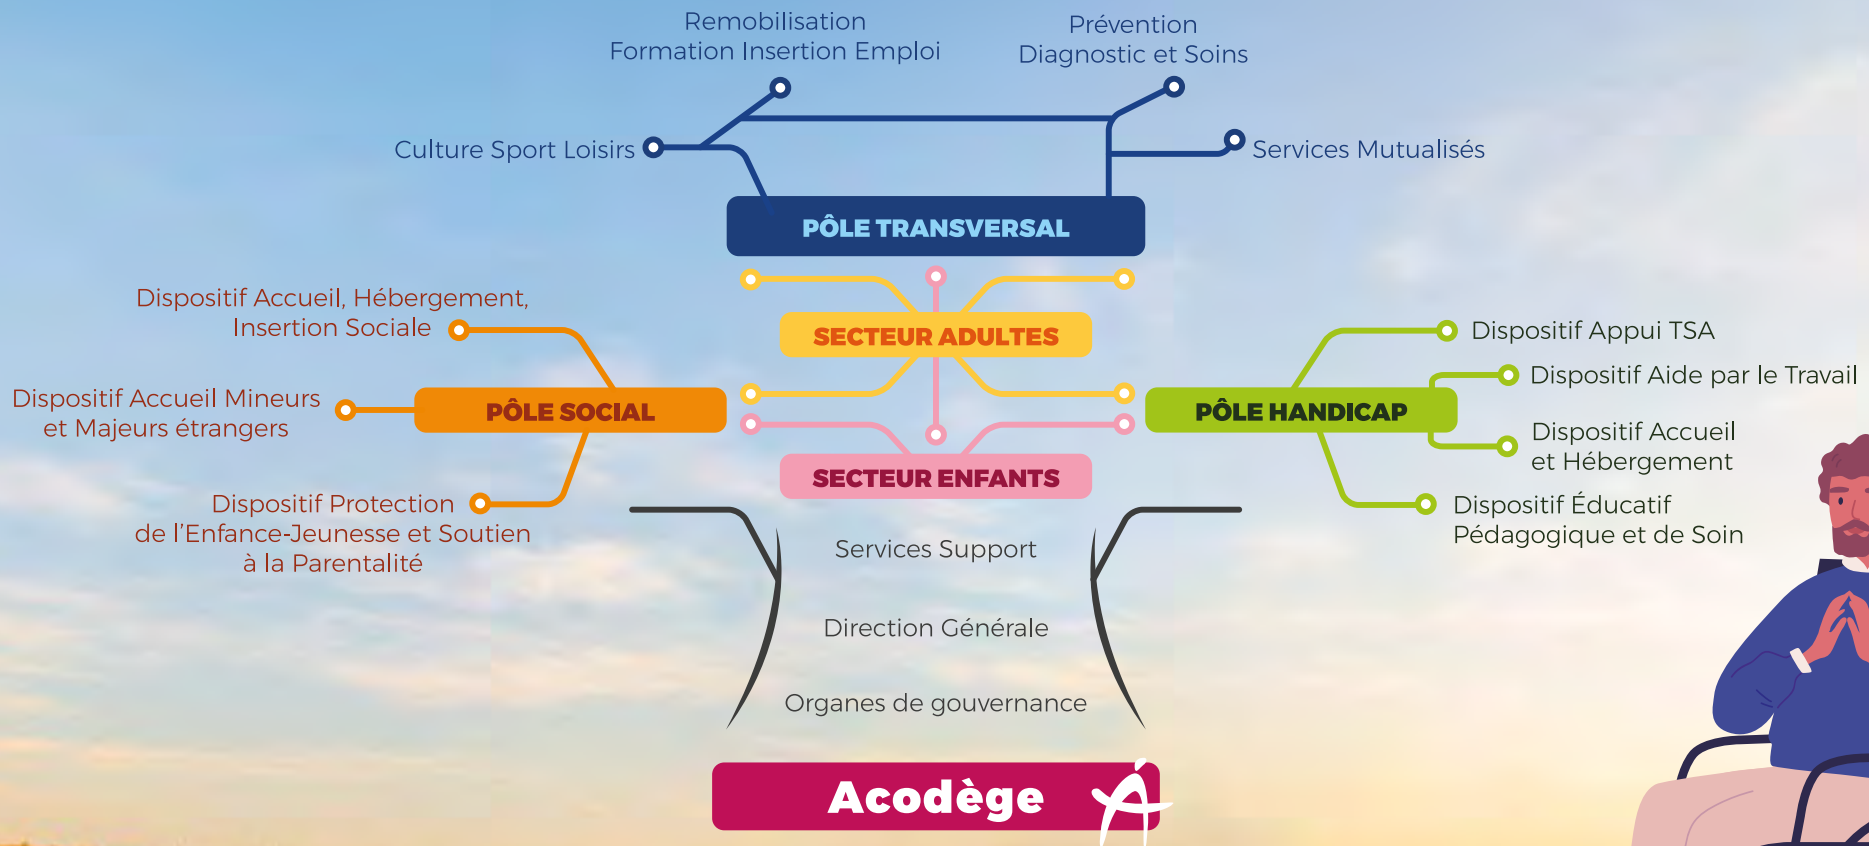 Remobilisation
Formation Insertion Emploi
Prévention
Diagnostic et Soins
Culture Sport Loisirs
Services Mutualisés
PÔLE TRANSVERSAL
Dispositif Accueil, Hébergement,
Insertion Sociale
SECTEUR ADULTES
Dispositif Appui TSA
Dispositif Aide par le Travail
Dispositif Accueil Mineurs
et Majeurs étrangers
PÔLE SOCIAL
PÔLE HANDICAP
Dispositif Accueil
et Hébergement
SECTEUR ENFANTS
Dispositif Protection
de l'Enfance-Jeunesse et Soutien
à la Parentalité
Dispositif Éducatif
Pédagogique et de Soin
Services Support
Direction Générale
Organes de gouvernance
Acodège